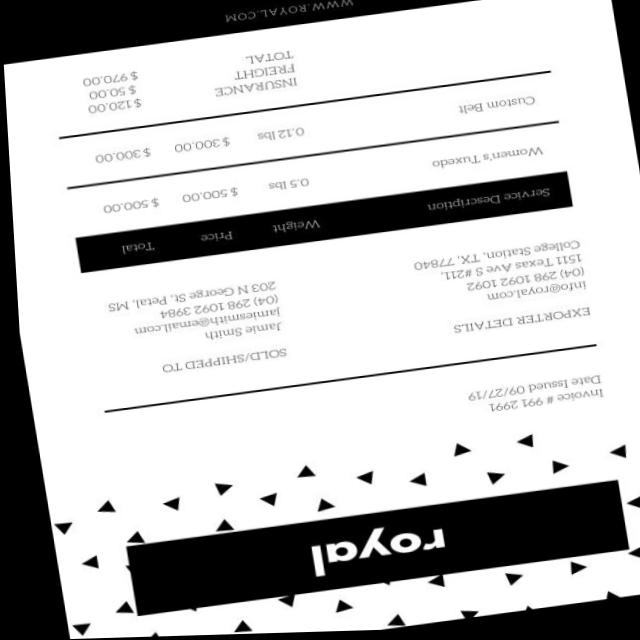 royal
Invoice # 991 2991
Date Issued 09/27/19
EXPORTER DETAILS
info@royal.com
(04) 298 1092 1092
1511 Texas Ave S #211,
College Station, TX, 77840
SOLD/SHIPPED TO
Jamie Smith
jamiesmith@email.com
(04) 298 1092 3984
203 N George St, Petal, MS
Service Description Weight Price Total
Women's Tuxedo 0.5 lbs $ 500.00 $ 500.00
Custom Belt 0.12 lbs $ 300.00 $ 300.00
INSURANCE $ 120.00
FREIGHT $ 50.00
TOTAL $ 970.00
WWW.ROYAL.COM